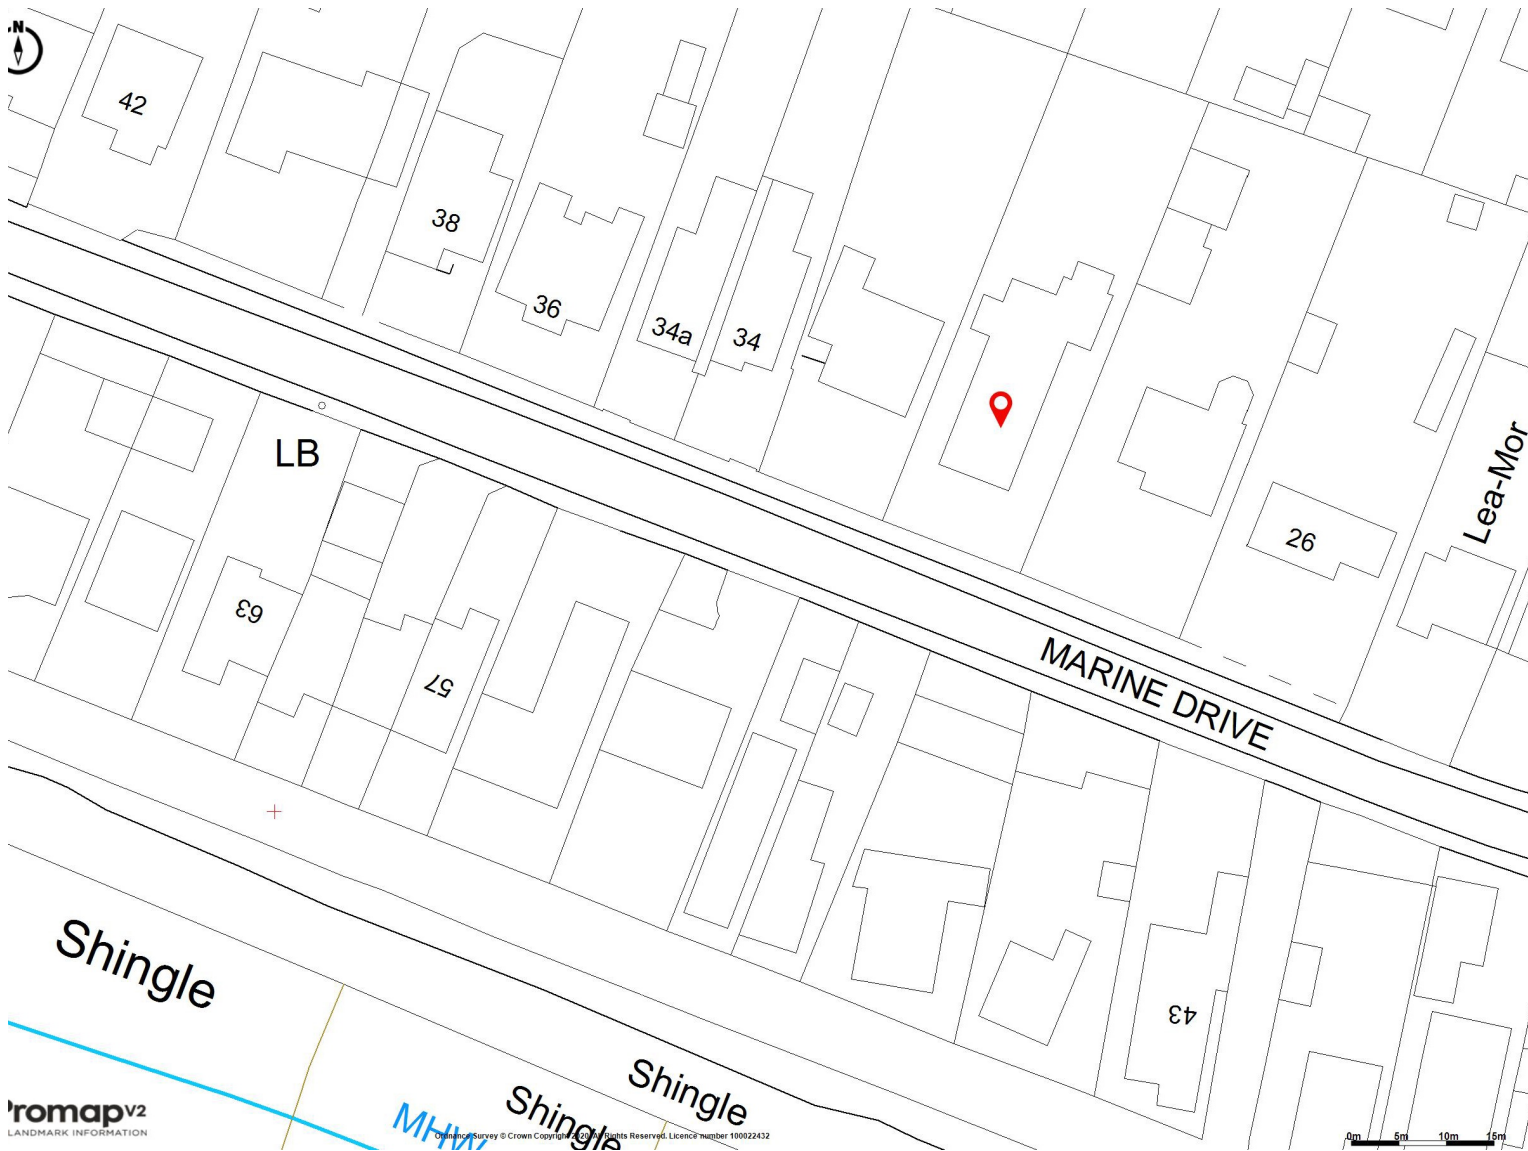 N
42
38
36
34a
34
26
Lea-Mor
LB
63
57
MARINE DRIVE
43
Shingle
Shingle
Shingle
MHW
Promap V2
LANDMARK INFORMATION
Ordnance Survey © Crown Copyright 2020. All Rights Reserved. Licence number 100022432
0m 5m 10m 15m